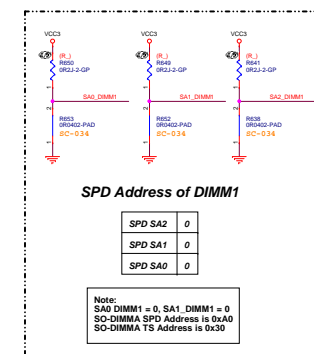 VCC3 VCC3 VCC3
(R_) (R_) (R_)
R650 R649 R641
0R2J-2-GP 0R2J-2-GP 0R2J-2-GP
SA0_DIMM1 SA1_DIMM1 SA2_DIMM1
R653 R652 R638
0R0402-PAD 0R0402-PAD 0R0402-PAD
SC-034 SC-034 SC-034
SPD Address of DIMM1
SPD SA2 0
SPD SA1 0
SPD SA0 0
Note:
SA0 DIMM1 = 0, SA1_DIMM1 = 0
SO-DIMMA SPD Address is 0xA0
SO-DIMMA TS Address is 0x30